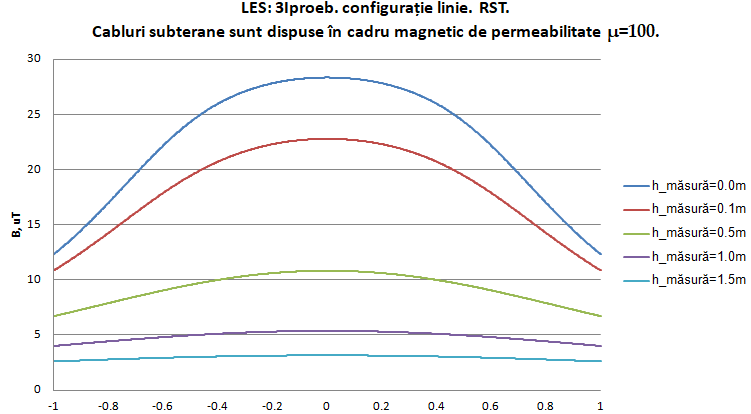 LES: 3Iproeb. configurație linie. RST.
Cabluri subterane sunt dispuse în cadru magnetic de permeabilitate μ=100.
30
25
20
15
10
5
0
B, uT
-1 -0.8 -0.6 -0.4 -0.2 0 0.2 0.4 0.6 0.8 1
h_măsură=0.0m
h_măsură=0.1m
h_măsură=0.5m
h_măsură=1.0m
h_măsură=1.5m